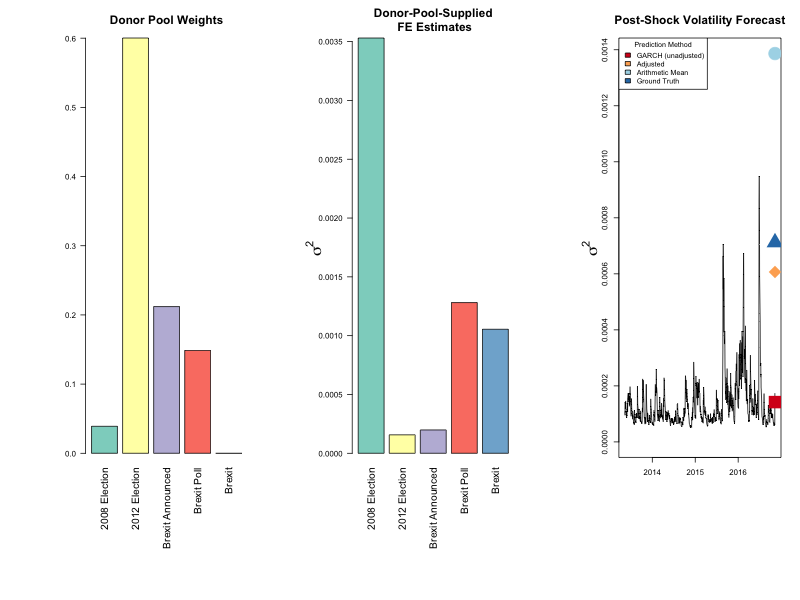 Donor Pool Weights
0.6
0.5
0.4
0.3
0.2
0.1
0.0
2008 Election
2012 Election
Brexit Announced
Brexit Poll
Brexit
Donor-Pool-Supplied
FE Estimates
σ2
0.0035
0.0030
0.0025
0.0020
0.0015
0.0010
0.0005
0.0000
2008 Election
2012 Election
Brexit Announced
Brexit Poll
Brexit
Post-Shock Volatility Forecast
Prediction Method
GARCH (unadjusted)
Adjusted
Arithmetic Mean
Ground Truth
σ2
0.0014
0.0012
0.0010
0.0008
0.0006
0.0004
0.0002
0.0000
2014
2015
2016